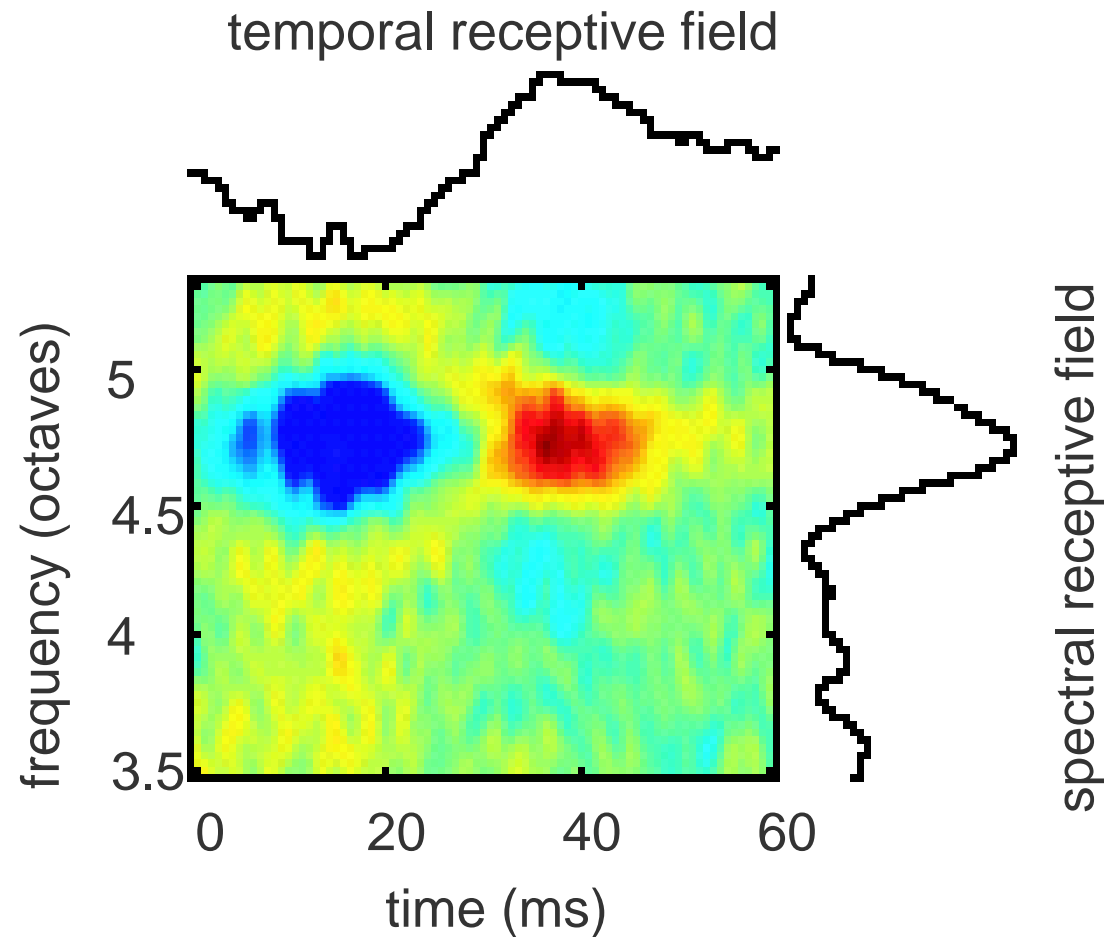 temporal receptive field
frequency (octaves)
5
4.5
4
3.5
0 20 40 60
time (ms)
spectral receptive field